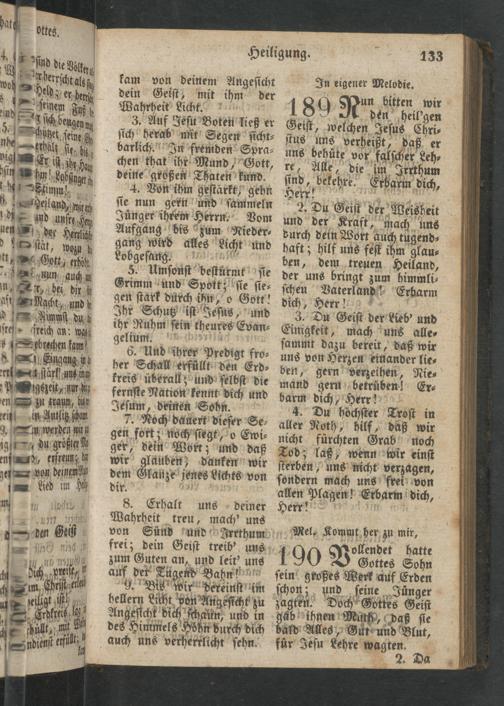 Heiligung. 133
kam von deinem Angesicht
dein Geist, mit ihm der
Wahrheit Licht.
3. Auf Jesu Boten ließ er
sich herab mit Segen sicht-
barlich. In fremden Spra-
chen that ihr Mund, Gott,
deine großen Thaten kund.
4. Von ihm gestärkt, gehn
sie nun gern und sammeln
Jünger ihrem Herrn. Vom
Aufgang bis zum Nieder-
gang wird alles Licht und
Lobgesang.
5. Umsonst bestürmt sie
Grimm und Spott; sie sie-
gen stark durch ihn, o Gott!
Ihr Schutz ist Jesus, und
ihr Ruhm sein theures Evan-
gelium.
6. Und ihrer Predigt fro-
her Schall erfüllt den Erd-
kreis überall; und selbst die
fernste Nation kennt dich und
Jesum, deinen Sohn.
7. Noch dauert dieser Se-
gen fort; noch siegt, o Ewi-
ger, dein Wort; und daß
wir glauben, danken wir
dem Glanze jenes Lichts von
dir.
8. Erhalt uns deiner
Wahrheit treu, mach' uns
von Sünd und Irrthum
frei; dein Geist treib' uns
zum Guten an, und leit' uns
auf der Tugend Bahn!
9. Bis wir dereinst im
hellern Licht von Angesicht zu
Angesicht dich schaun, und in
des Himmels Höhn durch dich
auch uns verherrlicht sehn.
In eigener Melodie.
189 Nun bitten wir
den heil'gen
Geist, welchen Jesus Chri-
stus uns verheißt, daß er
uns behüte vor falscher Leh-
re, Alle, die im Irrthum
sind, bekehre. Erbarm dich,
Herr!
2. Du Geist der Weisheit
und der Kraft, mach uns
durch dein Wort auch tugend-
haft; hilf uns fest ihm glau-
ben, dem treuen Heiland,
der uns bringt zum himmli-
schen Vaterland! Erbarm
dich, Herr!
3. Du Geist der Lieb' und
Einigkeit, mach uns alle-
sammt dazu bereit, daß wir
uns von Herzen einander lie-
ben, gern verzeihen, Nie-
mand gern betrüben! Er-
barm dich, Herr!
4. Du höchster Trost in
aller Noth, hilf, daß wir
nicht fürchten Grab noch
Tod; laß, wenn wir einst
sterben, uns nicht verzagen,
sondern mach uns frei von
allen Plagen! Erbarm dich,
Herr!
Mel. Kommt her zu mir,
190 Vollendet hatte
Gottes Sohn
sein großes Werk auf Erden
schon; und seine Jünger
zagten. Doch Gottes Geist
gab ihnen Muth, daß sie
bald Alles, Gut und Blut,
für Jesu Lehre wagten.
2. Da